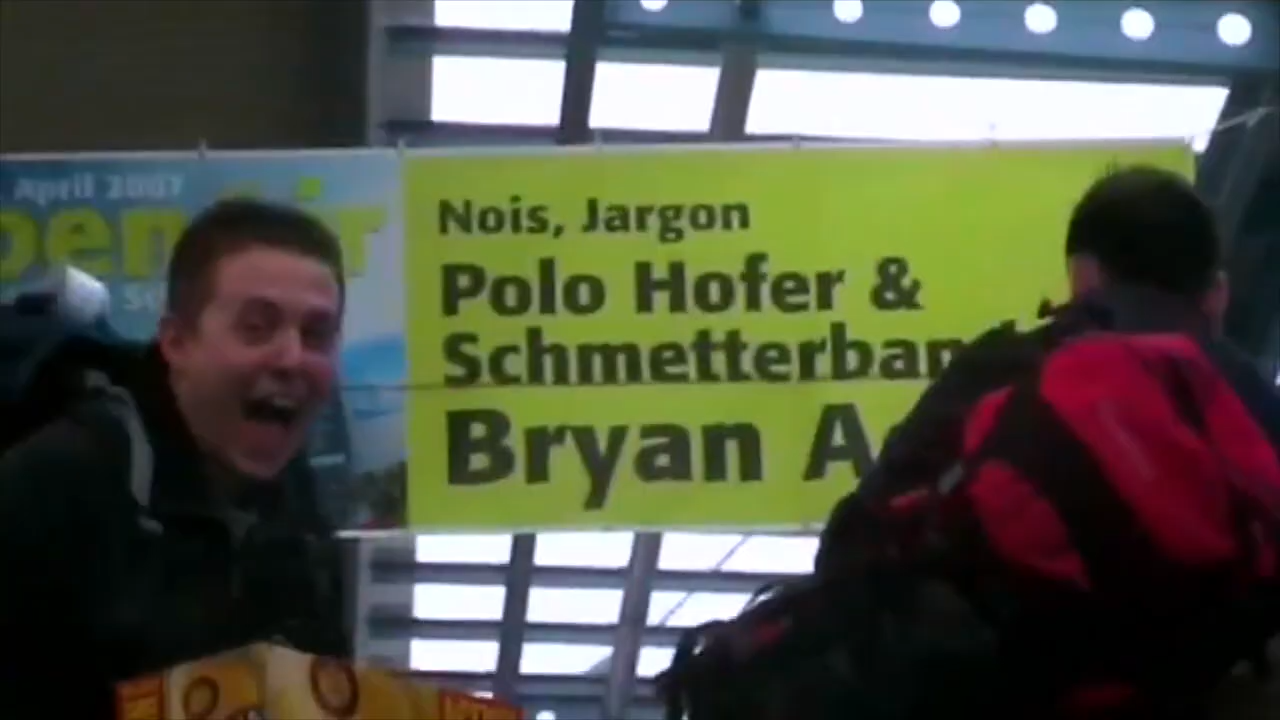 April 2007
Nois, Jargon
Polo Hofer &
Schmetterban
Bryan A